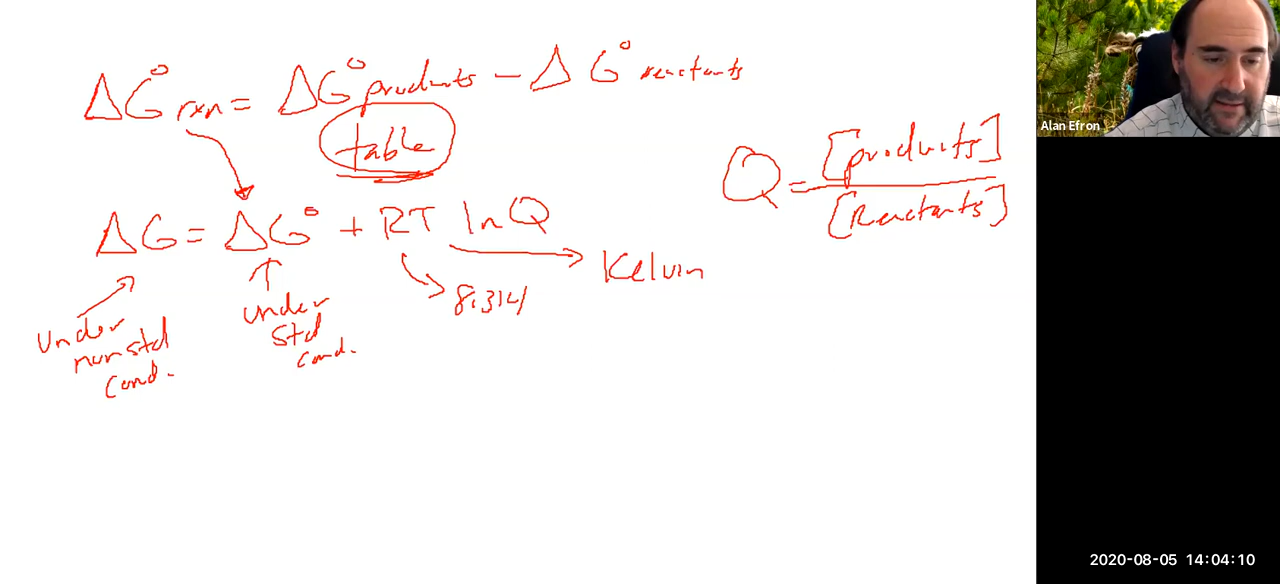 ΔG° rxn = ΔG° products − ΔG° reactants
table
Q = [products] / [Reactants]
ΔG = ΔG° + RT ln Q
Kelvin
8.314
under
nonstd
cond.
under
std
cond.
Alan Efron
2020-08-05 14:04:10